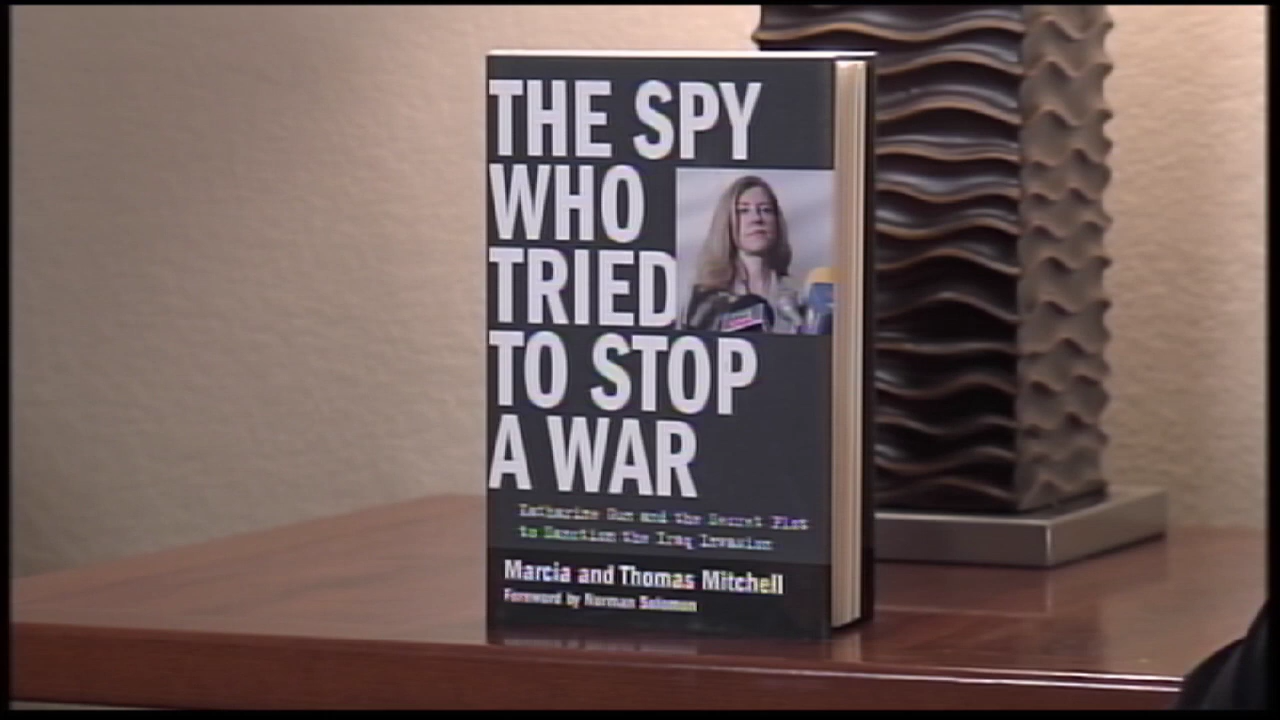 THE SPY
WHO
TRIED
TO STOP
A WAR
Katharine Gun and the Secret Plot
to Sanction the Iraq Invasion
Marcia and Thomas Mitchell
Foreword by Norman Solomon